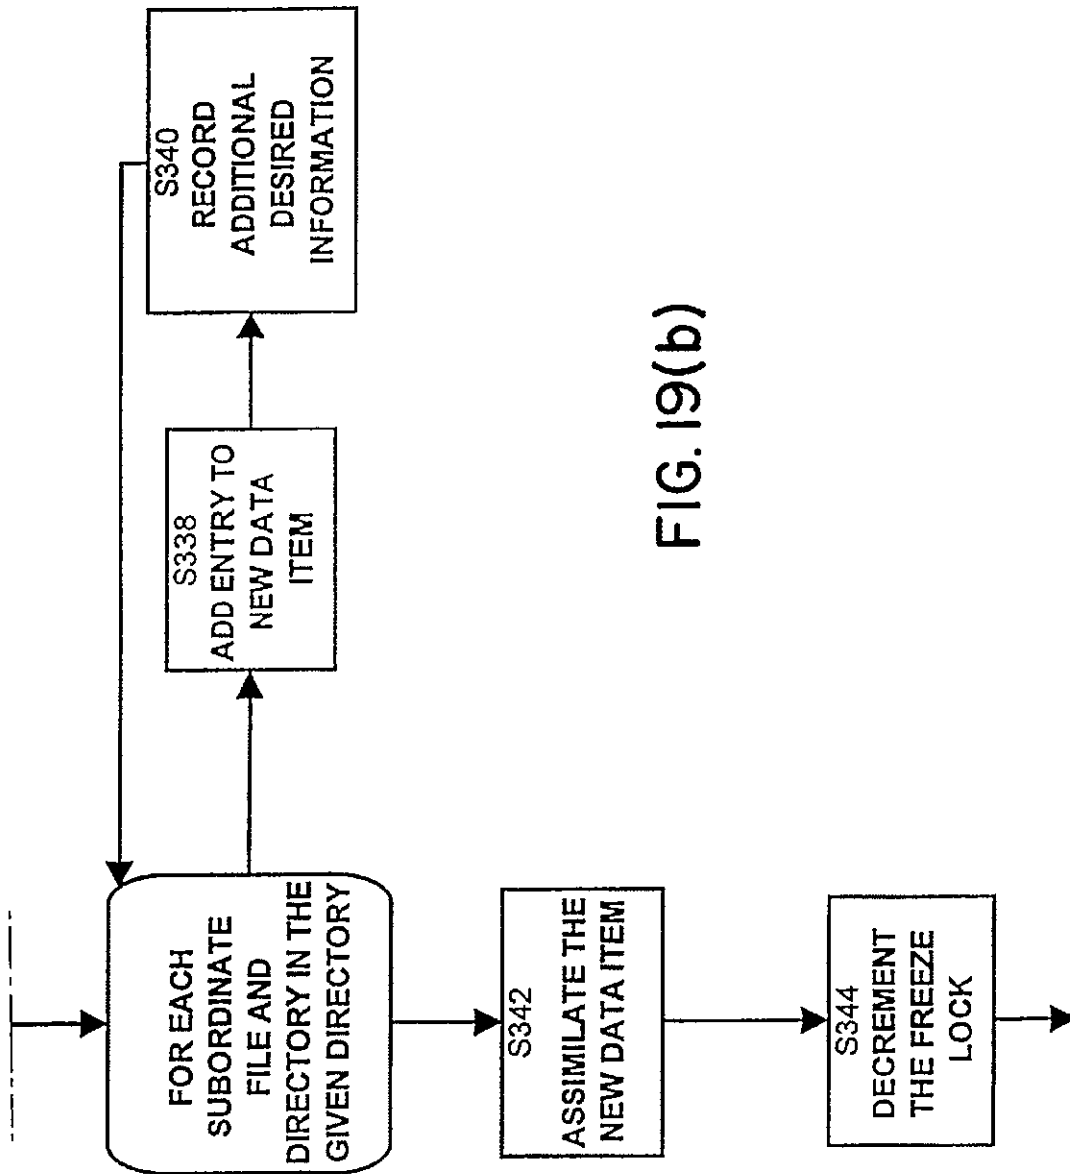 FOR EACH
SUBORDINATE
FILE AND
DIRECTORY IN THE
GIVEN DIRECTORY
S338
ADD ENTRY TO
NEW DATA
ITEM
S340
RECORD
ADDITIONAL
DESIRED
INFORMATION
S342
ASSIMILATE THE
NEW DATA ITEM
S344
DECREMENT
THE FREEZE
LOCK
FIG. 19(b)